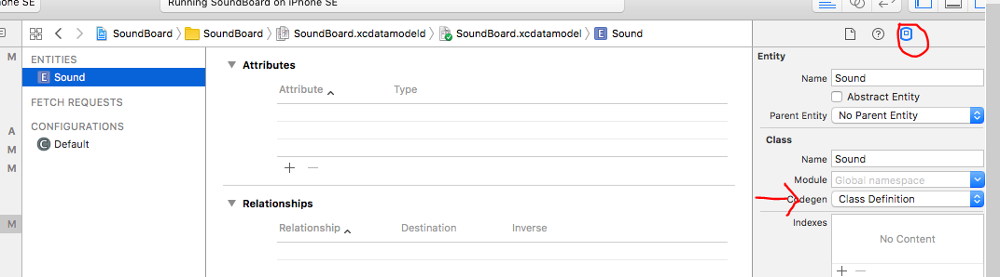 one SE
Running SoundBoard on iPhone SE
SoundBoard SoundBoard SoundBoard.xcdatamodeld SoundBoard.xcdatamodel E Sound
M
A
M
M
M
ENTITIES
E Sound
FETCH REQUESTS
CONFIGURATIONS
C Default
Attributes
Attribute Type
Relationships
Relationship Destination Inverse
Entity
Name Sound
Abstract Entity
Parent Entity No Parent Entity
Class
Name Sound
Module Global namespace
Codegen Class Definition
Indexes
No Content